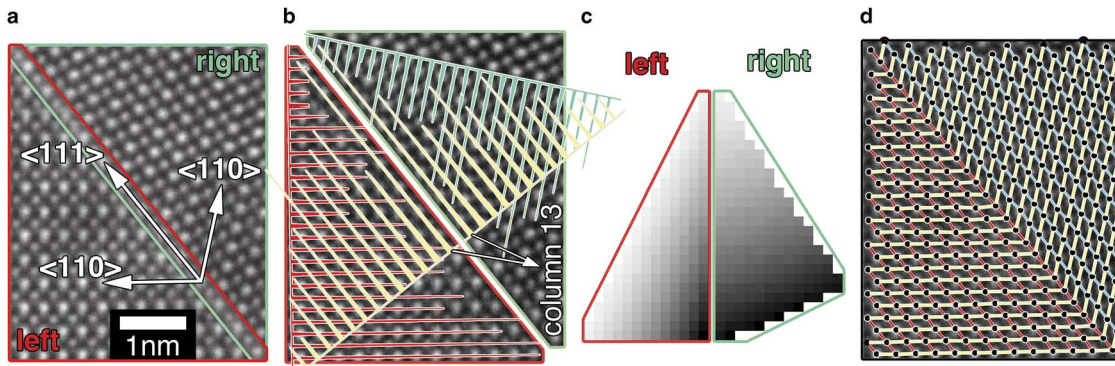 a
right
<111>
<110>
<110>
left
1nm
b
column 13
c
left
right
d